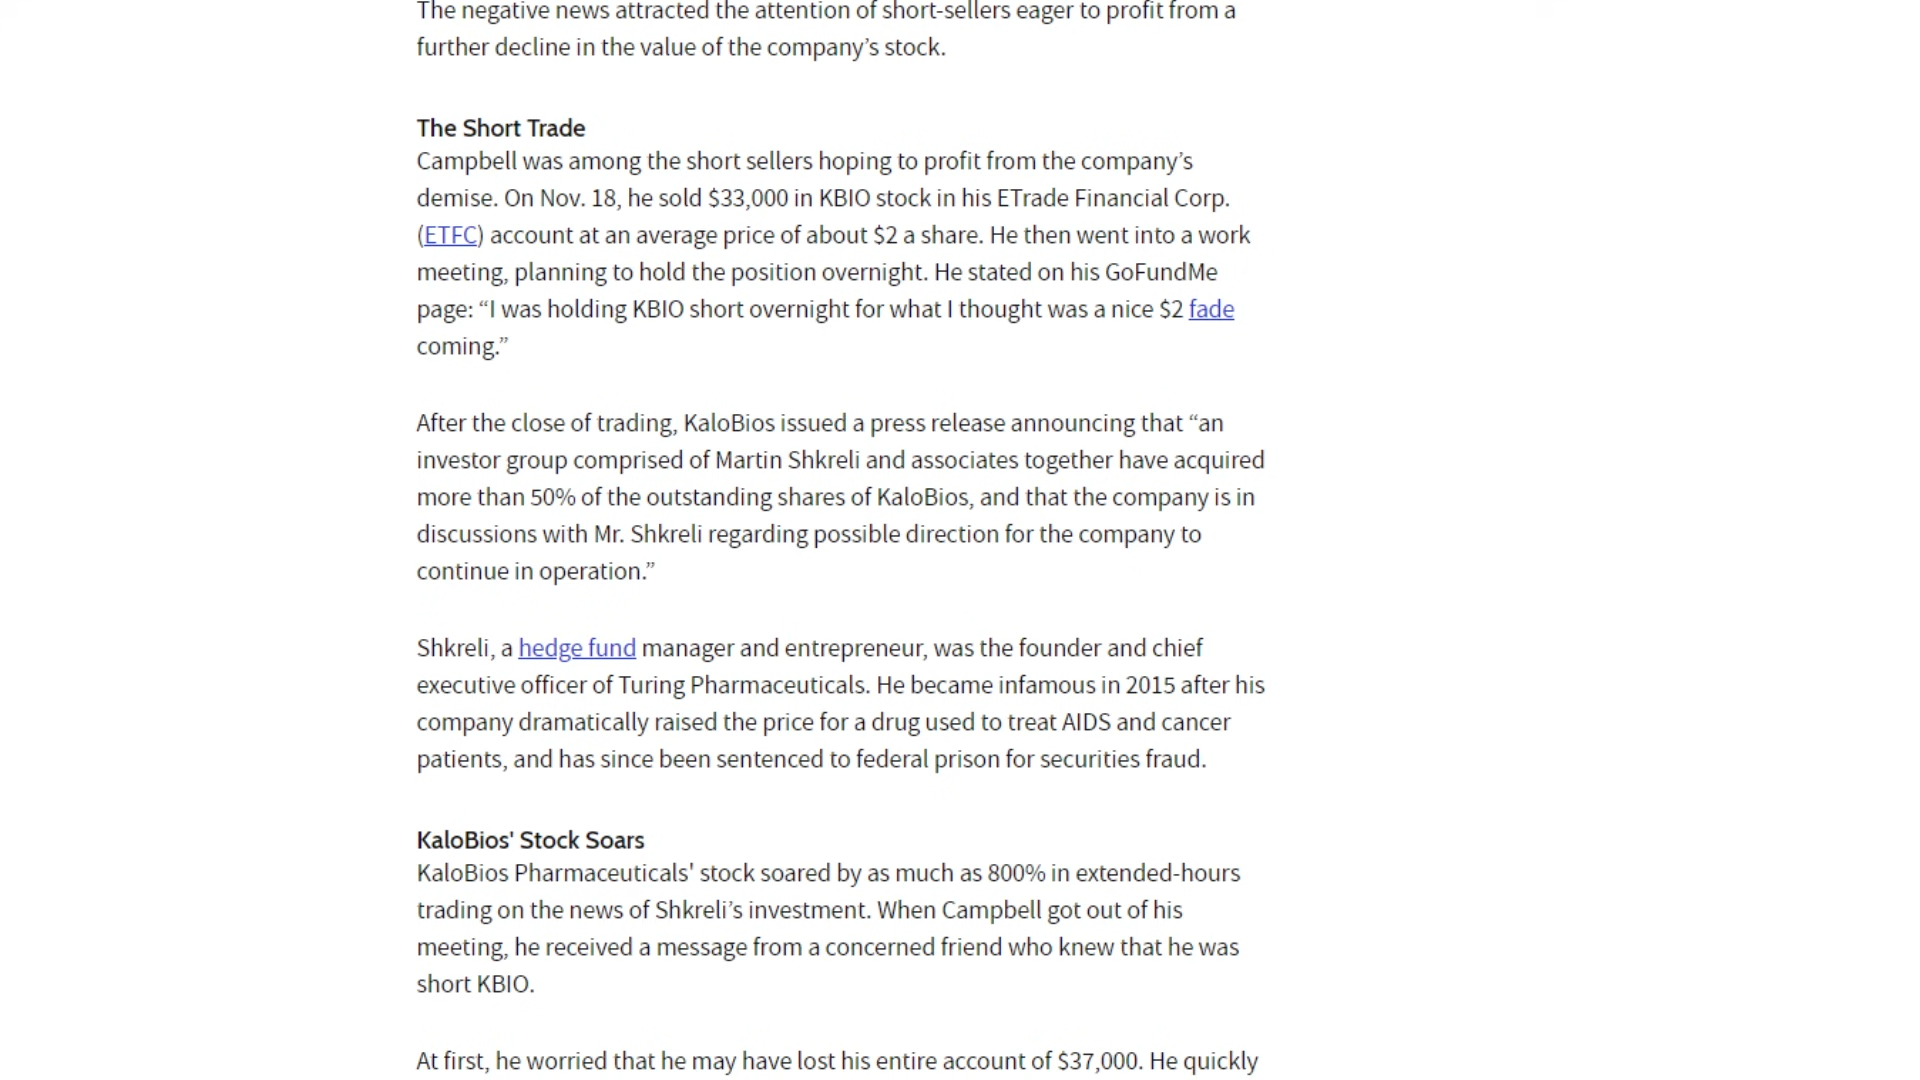 The negative news attracted the attention of short-sellers eager to profit from a
further decline in the value of the company’s stock.
The Short Trade
Campbell was among the short sellers hoping to profit from the company’s
demise. On Nov. 18, he sold $33,000 in KBIO stock in his ETrade Financial Corp.
(ETFC) account at an average price of about $2 a share. He then went into a work
meeting, planning to hold the position overnight. He stated on his GoFundMe
page: “I was holding KBIO short overnight for what I thought was a nice $2 fade
coming.”
After the close of trading, KaloBios issued a press release announcing that “an
investor group comprised of Martin Shkreli and associates together have acquired
more than 50% of the outstanding shares of KaloBios, and that the company is in
discussions with Mr. Shkreli regarding possible direction for the company to
continue in operation.”
Shkreli, a hedge fund manager and entrepreneur, was the founder and chief
executive officer of Turing Pharmaceuticals. He became infamous in 2015 after his
company dramatically raised the price for a drug used to treat AIDS and cancer
patients, and has since been sentenced to federal prison for securities fraud.
KaloBios' Stock Soars
KaloBios Pharmaceuticals' stock soared by as much as 800% in extended-hours
trading on the news of Shkreli’s investment. When Campbell got out of his
meeting, he received a message from a concerned friend who knew that he was
short KBIO.
At first, he worried that he may have lost his entire account of $37,000. He quickly